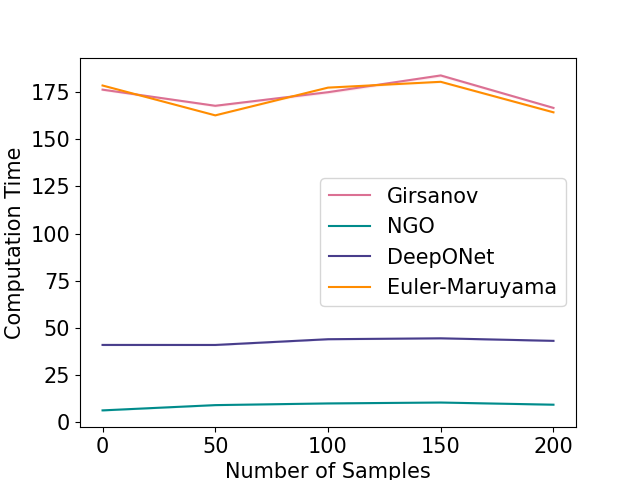 175
150
125
100
75
50
25
0
Computation Time
Girsanov
NGO
DeepONet
Euler-Maruyama
0 50 100 150 200
Number of Samples